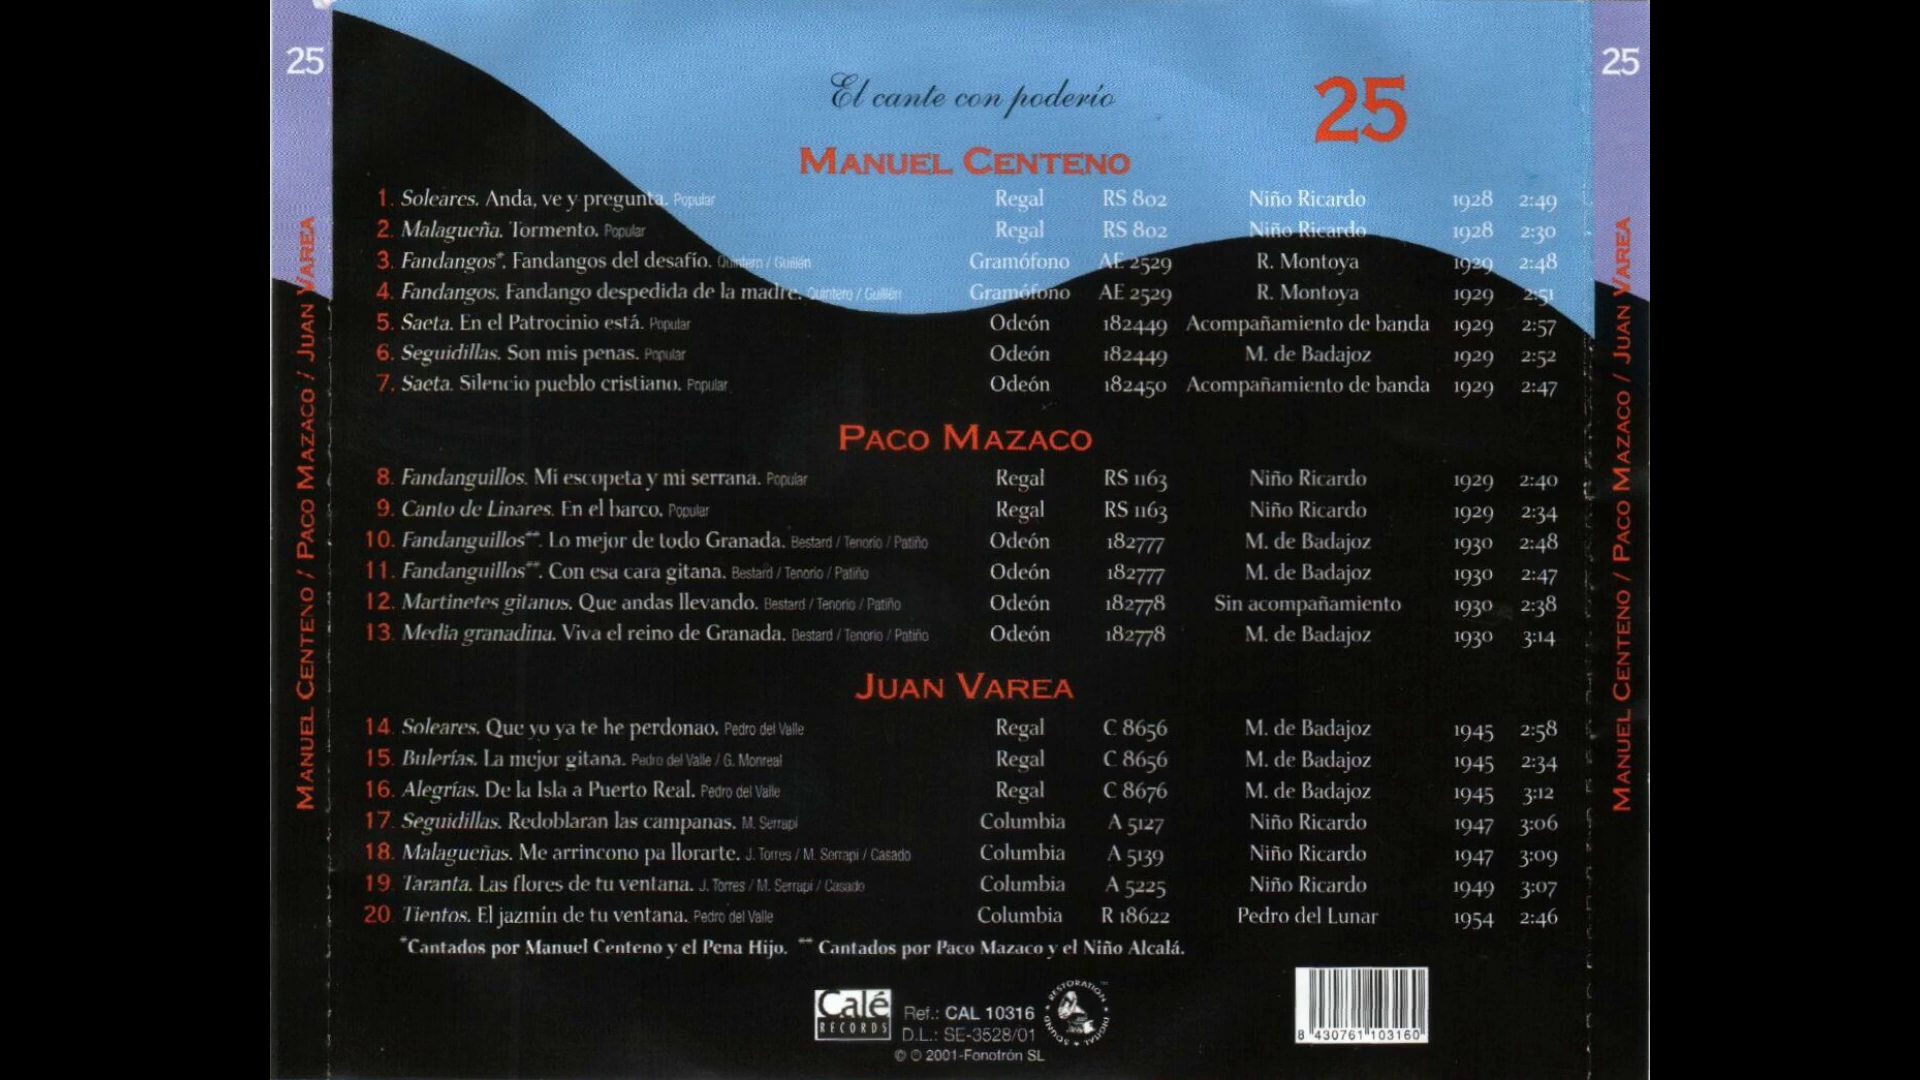 25
25
MANUEL CENTENO / PACO MAZACO / JUAN VAREA
El cante con poderío
25
MANUEL CENTENO
1. Soleares. Anda, ve y pregunta. Popular Regal RS 802 Niño Ricardo 1928 2:49
2. Malagueña. Tormento. Popular Regal RS 802 Niño Ricardo 1928 2:30
3. Fandangos*. Fandangos del desafío. Quintero / Guillén Gramófono AE 2529 R. Montoya 1929 2:48
4. Fandangos. Fandango despedida de la madre. Quintero / Guillén Gramófono AE 2529 R. Montoya 1929 2:51
5. Saeta. En el Patrocinio está. Popular Odeón 182449 Acompañamiento de banda 1929 2:57
6. Seguidillas. Son mis penas. Popular Odeón 182449 M. de Badajoz 1929 2:52
7. Saeta. Silencio pueblo cristiano. Popular Odeón 182450 Acompañamiento de banda 1929 2:47
PACO MAZACO
8. Fandanguillos. Mi escopeta y mi serrana. Popular Regal RS 1163 Niño Ricardo 1929 2:40
9. Canto de Linares. En el barco. Popular Regal RS 1163 Niño Ricardo 1929 2:34
10. Fandanguillos**. Lo mejor de todo Granada. Bestard / Tenorio / Patiño Odeón 182777 M. de Badajoz 1930 2:48
11. Fandanguillos**. Con esa cara gitana. Bestard / Tenorio / Patiño Odeón 182777 M. de Badajoz 1930 2:47
12. Martinetes gitanos. Que andas llevando. Bestard / Tenorio / Patiño Odeón 182778 Sin acompañamiento 1930 2:38
13. Media granadina. Viva el reino de Granada. Bestard / Tenorio / Patiño Odeón 182778 M. de Badajoz 1930 3:14
JUAN VAREA
14. Soleares. Que yo ya te he perdonao. Pedro del Valle Regal C 8656 M. de Badajoz 1945 2:58
15. Bulerías. La mejor gitana. Pedro del Valle / G. Monreal Regal C 8656 M. de Badajoz 1945 2:34
16. Alegrías. De la Isla a Puerto Real. Pedro del Valle Regal C 8676 M. de Badajoz 1945 3:12
17. Seguidillas. Redoblaran las campanas. M. Serrapi Columbia A 5127 Niño Ricardo 1947 3:06
18. Malagueñas. Me arrincono pa llorarte. J. Torres / M. Serrapi / Casado Columbia A 5139 Niño Ricardo 1947 3:09
19. Taranta. Las flores de tu ventana. J. Torres / M. Serrapi / Casado Columbia A 5225 Niño Ricardo 1949 3:07
20. Tientos. El jazmín de tu ventana. Pedro del Valle Columbia R 18622 Pedro del Lunar 1954 2:46
*Cantados por Manuel Centeno y el Pena Hijo. ** Cantados por Paco Mazaco y el Niño Alcalá.
Calé
RECORDS
Ref.: CAL 10316
D.L.: SE-3528/01
© ℗ 2001-Fonotrón SL
RESTORATION DIGITAL SOUND
8 430761 103160
MANUEL CENTENO / PACO MAZACO / JUAN VAREA